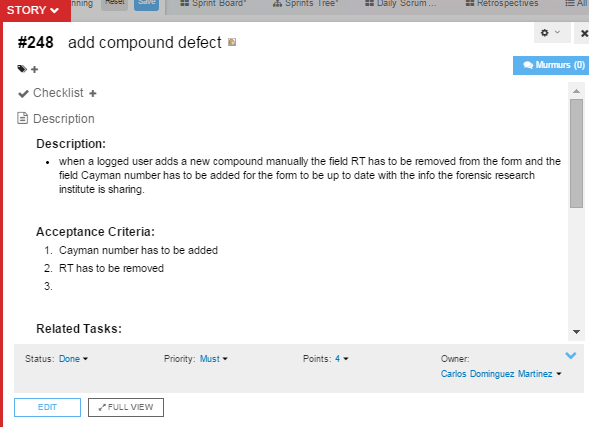 STORY
nning
Reset
Save
Sprint Board*
Sprints Tree*
Daily Scrum ...
Retrospectives
All
#248 add compound defect
Murmurs (0)
Checklist +
Description
Description:
• when a logged user adds a new compound manually the field RT has to be removed from the form and the
field Cayman number has to be added for the form to be up to date with the info the forensic research
institute is sharing.
Acceptance Criteria:
1. Cayman number has to be added
2. RT has to be removed
3.
Related Tasks:
Status: Done
Priority: Must
Points: 4
Owner:
Carlos Dominguez Martinez
EDIT
FULL VIEW